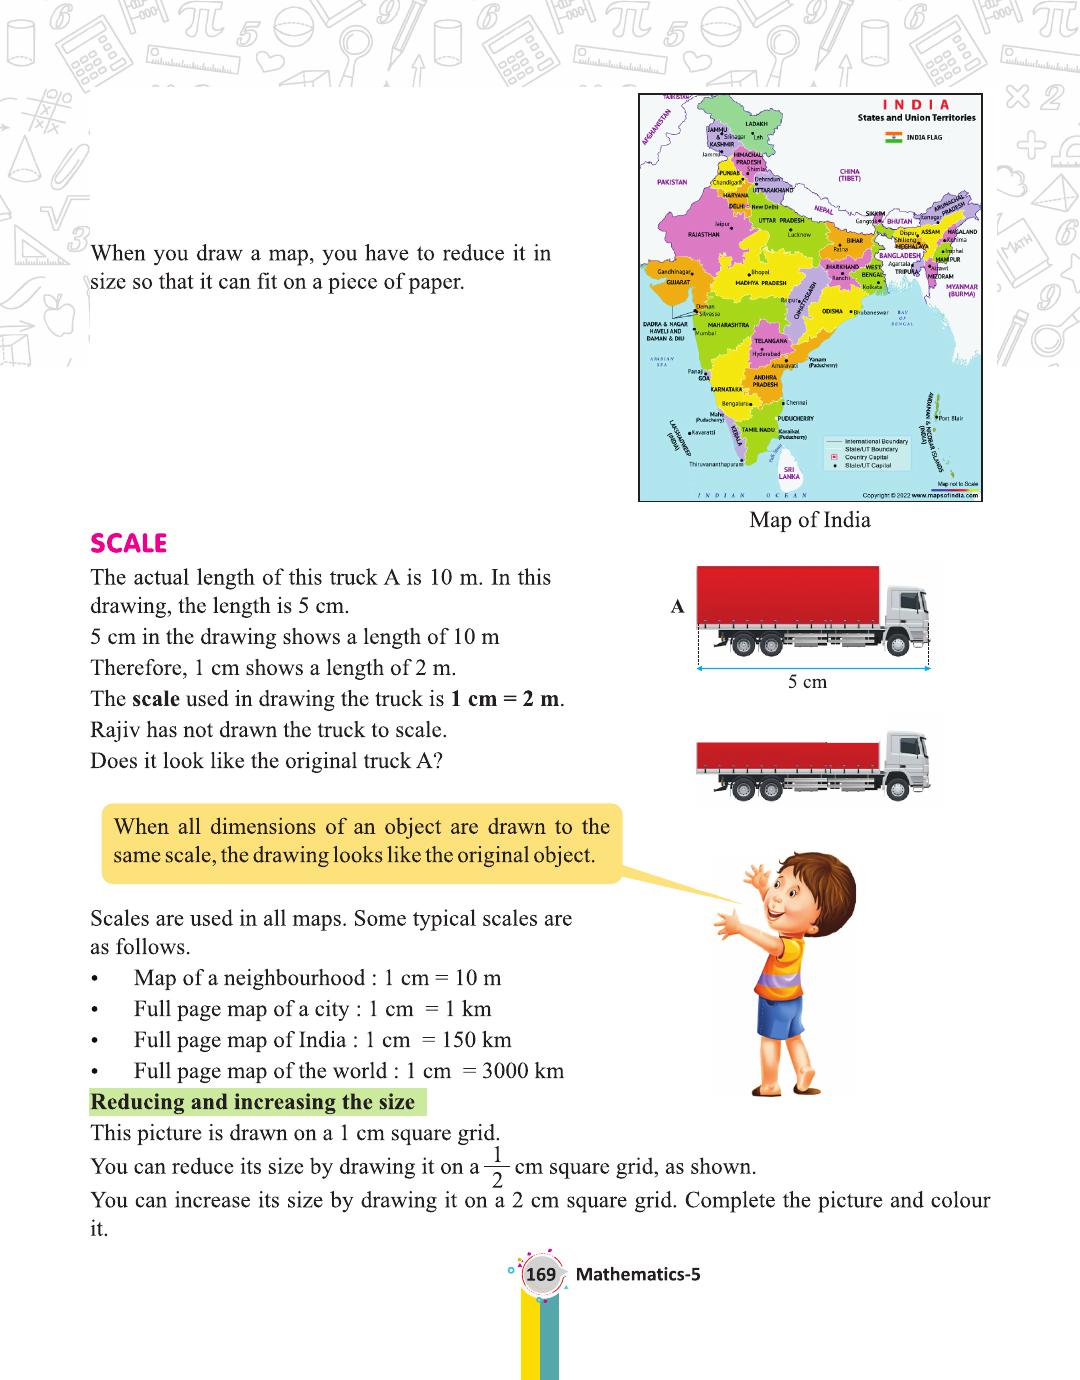 When you draw a map, you have to reduce it in
size so that it can fit on a piece of paper.
INDIA
States and Union Territories
INDIA FLAG
TAJIKISTAN
AFGHANISTAN
LADAKH
Leh
JAMMU
&
KASHMIR
Srinagar
Jammu
HIMACHAL
PRADESH
Shimla
PUNJAB
Chandigarh
Dehradun
UTTARAKHAND
HARYANA
DELHI
New Delhi
PAKISTAN
CHINA
(TIBET)
NEPAL
SIKKIM
Gangtok
BHUTAN
ARUNACHAL
PRADESH
Itanagar
Jaipur
RAJASTHAN
UTTAR PRADESH
Lucknow
BIHAR
Patna
Dispur
ASSAM
NAGALAND
Kohima
Shillong
MEGHALAYA
Imphal
MANIPUR
BANGLADESH
Agartala
TRIPURA
Aizawl
MIZORAM
MYANMAR
(BURMA)
Gandhinagar
GUJARAT
Bhopal
MADHYA PRADESH
JHARKHAND
Ranchi
WEST
BENGAL
Kolkata
Raipur
CHHATTISGARH
ODISHA
Bhubaneswar
BAY
OF
BENGAL
Daman
Silvassa
DADRA & NAGAR
HAVELI AND
DAMAN & DIU
MAHARASHTRA
Mumbai
TELANGANA
Hyderabad
ARABIAN
SEA
Amaravati
Yanam
(Puducherry)
Panaji
GOA
KARNATAKA
ANDHRA
PRADESH
Bengaluru
Chennai
Mahe
(Puducherry)
PUDUCHERRY
TAMIL NADU
Karaikal
(Puducherry)
KERALA
LAKSHADWEEP
(INDIA)
Kavaratti
Thiruvananthapuram
SRI
LANKA
ANDAMAN & NICOBAR ISLANDS
(INDIA)
Port Blair
International Boundary
State/UT Boundary
Country Capital
State/UT Capital
Map not to Scale
INDIAN OCEAN
Copyright © 2022 www.mapsofindia.com
Map of India
SCALE
The actual length of this truck A is 10 m. In this
drawing, the length is 5 cm.
5 cm in the drawing shows a length of 10 m
Therefore, 1 cm shows a length of 2 m.
The scale used in drawing the truck is 1 cm = 2 m.
Rajiv has not drawn the truck to scale.
Does it look like the original truck A?
A
5 cm
When all dimensions of an object are drawn to the
same scale, the drawing looks like the original object.
Scales are used in all maps. Some typical scales are
as follows.
• Map of a neighbourhood : 1 cm = 10 m
• Full page map of a city : 1 cm = 1 km
• Full page map of India : 1 cm = 150 km
• Full page map of the world : 1 cm = 3000 km
Reducing and increasing the size
This picture is drawn on a 1 cm square grid.
You can reduce its size by drawing it on a 1/2 cm square grid, as shown.
You can increase its size by drawing it on a 2 cm square grid. Complete the picture and colour
it.
169 Mathematics-5